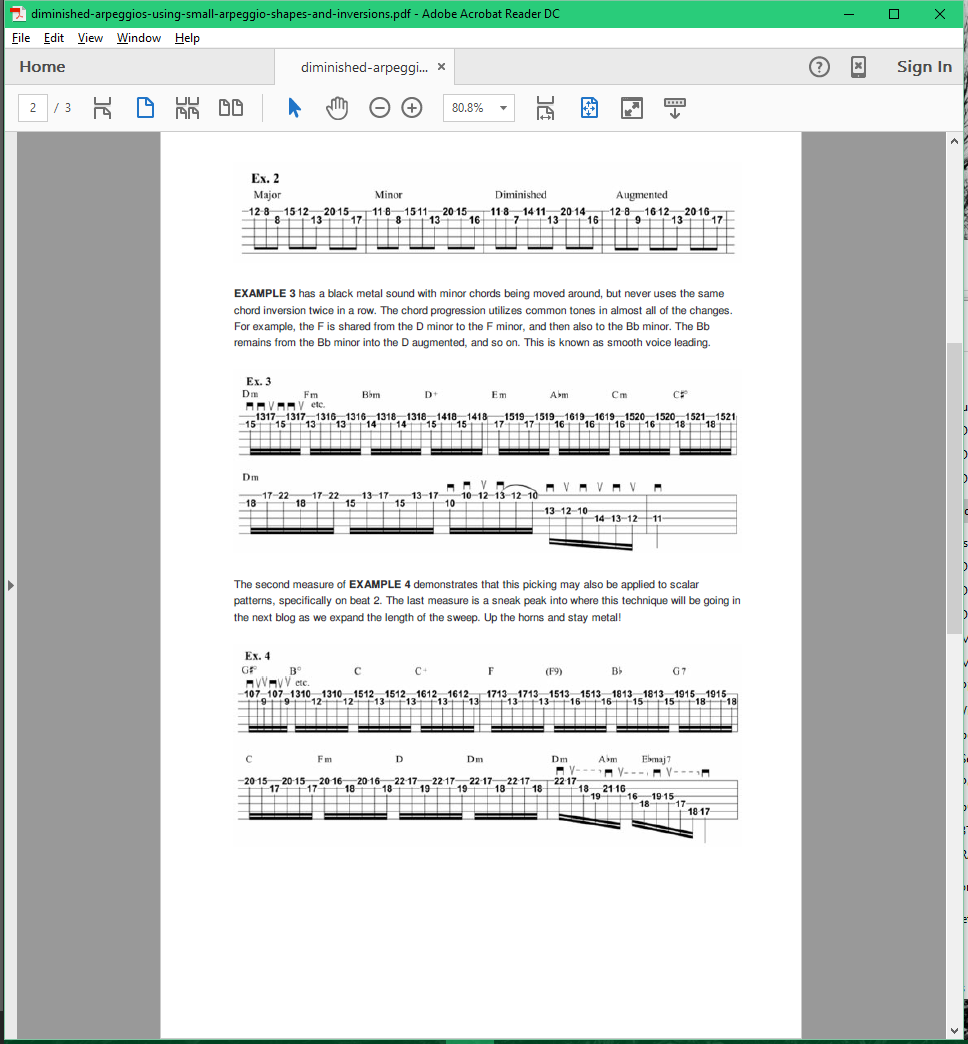 diminished-arpeggios-using-small-arpeggio-shapes-and-inversions.pdf - Adobe Acrobat Reader DC
File Edit View Window Help
Home diminished-arpeggi... × ? Sign In
2 / 3 80.8%
Ex. 2
Major Minor Diminished Augmented
12 8 15 12 20 15 11 8 15 11 20 15 11 8 14 11 20 14 12 8 16 12 20 16
8 13 17 8 13 16 7 13 16 9 13 17
EXAMPLE 3 has a black metal sound with minor chords being moved around, but never uses the same
chord inversion twice in a row. The chord progression utilizes common tones in almost all of the changes.
For example, the F is shared from the D minor to the F minor, and then also to the Bb minor. The Bb
remains from the Bb minor into the D augmented, and so on. This is known as smooth voice leading.
Ex. 3
Dm Fm B♭m D+ Em A♭m Cm C#°
etc.
1317 1317 1316 1316 1318 1318 1418 1418 1519 1519 1619 1619 1520 1520 1521 1521
15 15 13 13 14 14 15 15 17 17 16 16 16 16 18 18
Dm
17 22 17 22 13 17 13 17 10 12 13 12 10
18 18 15 15 10
13 12 10
14 13 12 11
The second measure of EXAMPLE 4 demonstrates that this picking may also be applied to scalar
patterns, specifically on beat 2. The last measure is a sneak peak into where this technique will be going in
the next blog as we expand the length of the sweep. Up the horns and stay metal!
Ex. 4
G#° B° C C+ F (F9) B♭ G7
etc.
107 107 1310 1310 1512 1512 1612 1612 1713 1713 1513 1513 1813 1813 1915 1915
9 9 12 12 13 13 13 13 13 13 16 16 15 15 18 18
C Fm D Dm Dm A♭m E♭maj7
20 15 20 15 20 16 20 16 22 17 22 17 22 17 22 17 22 17
17 17 18 18 19 19 18 18 18 21 16
19 16 19 15
18 17
18 17